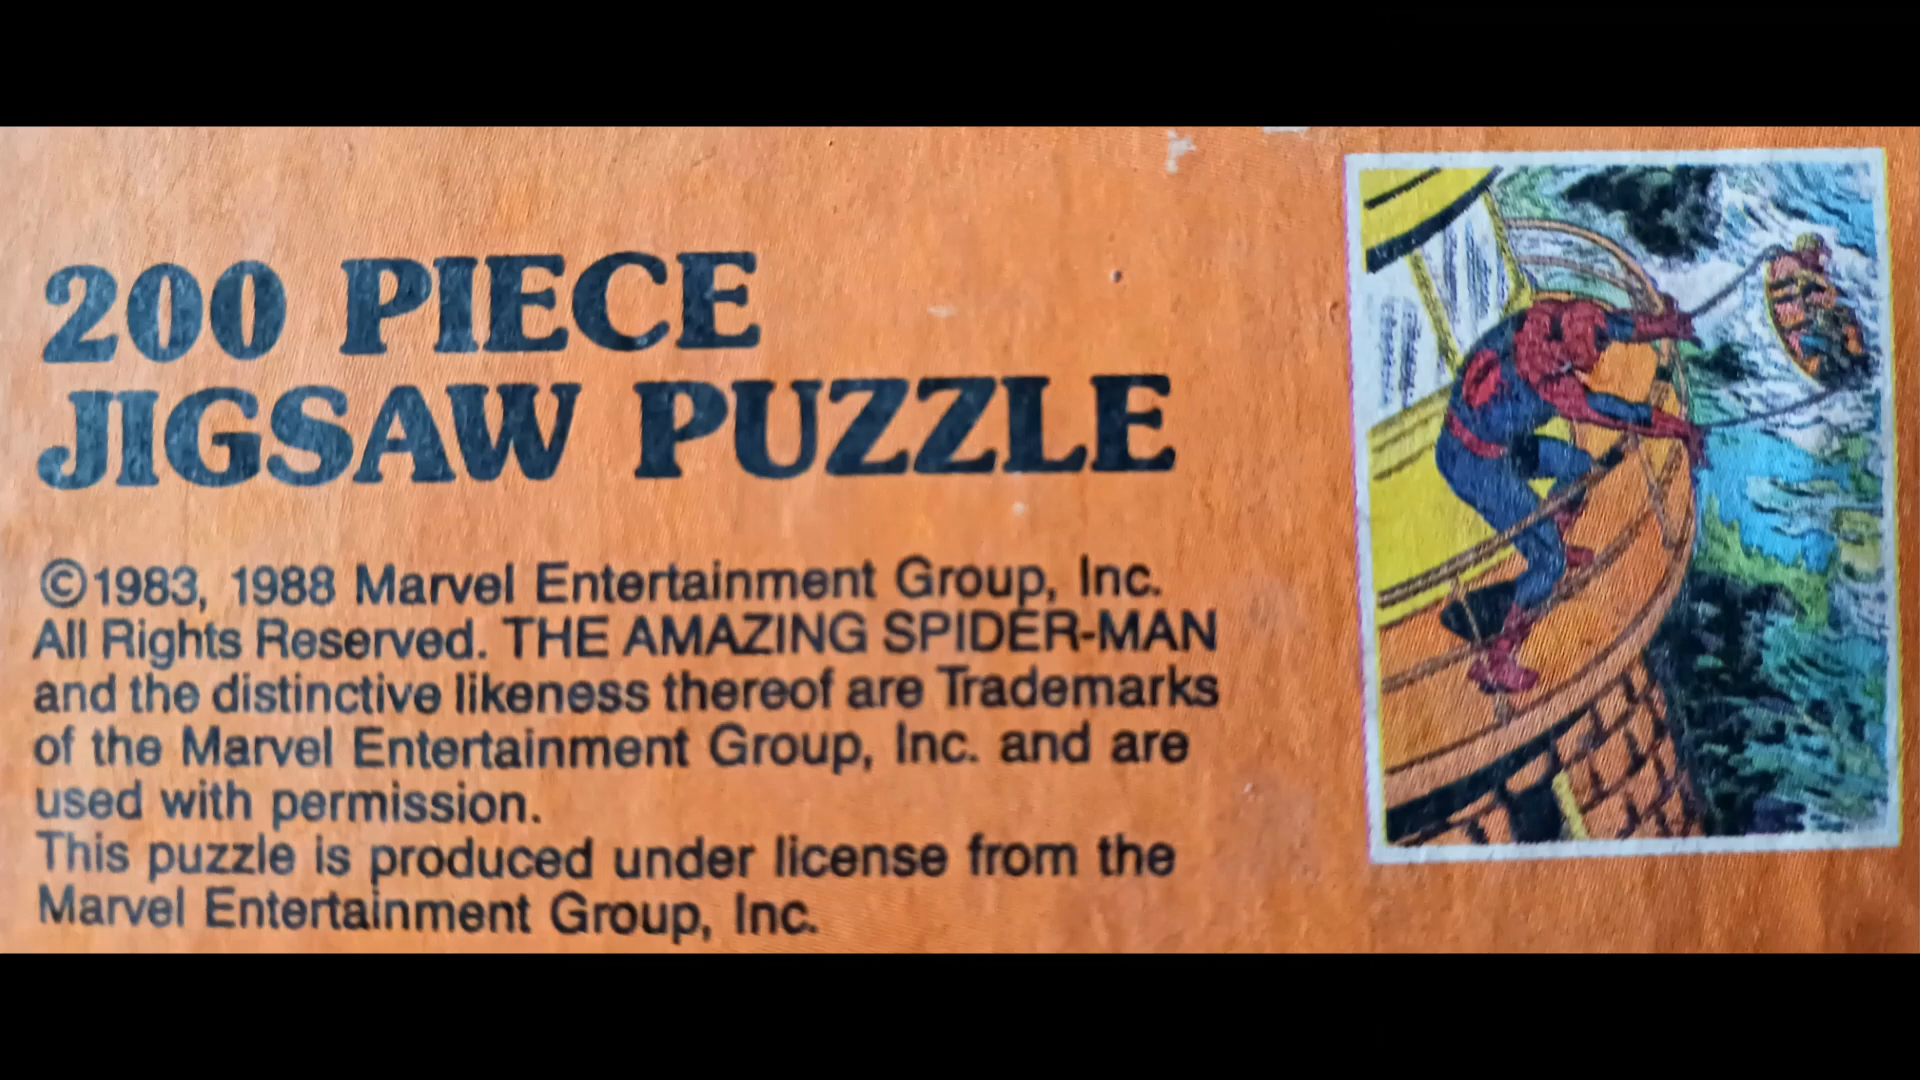 200 PIECE
JIGSAW PUZZLE
©1983, 1988 Marvel Entertainment Group, Inc.
All Rights Reserved. THE AMAZING SPIDER-MAN
and the distinctive likeness thereof are Trademarks
of the Marvel Entertainment Group, Inc. and are
used with permission.
This puzzle is produced under license from the
Marvel Entertainment Group, Inc.